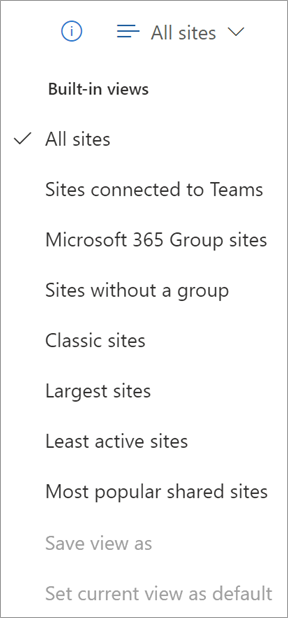 All sites
Built-in views
All sites
Sites connected to Teams
Microsoft 365 Group sites
Sites without a group
Classic sites
Largest sites
Least active sites
Most popular shared sites
Save view as
Set current view as default